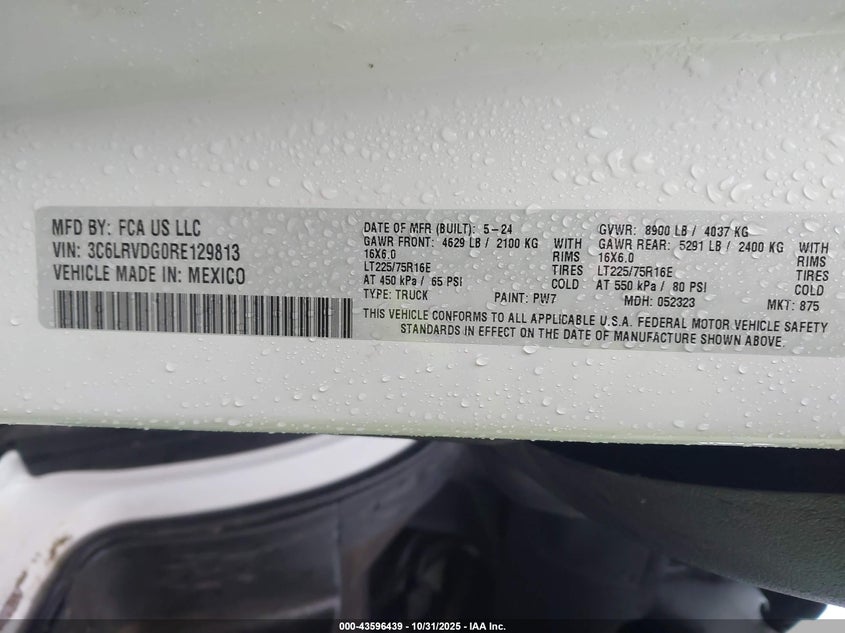 MFD BY: FCA US LLC
VIN: 3C6LRVDG0RE129813
VEHICLE MADE IN: MEXICO
DATE OF MFR (BUILT): 5-24
GAWR FRONT: 4629 LB / 2100 KG WITH
16X6.0 RIMS
LT225/75R16E TIRES
AT 450 kPa / 65 PSI COLD
TYPE: TRUCK PAINT: PW7
GVWR: 8900 LB / 4037 KG
GAWR REAR: 5291 LB / 2400 KG WITH
16X6.0 RIMS
LT225/75R16E TIRES
AT 550 kPa / 80 PSI COLD
MDH: 052323 MKT: 875
THIS VEHICLE CONFORMS TO ALL APPLICABLE U.S.A. FEDERAL MOTOR VEHICLE SAFETY
STANDARDS IN EFFECT ON THE DATE OF MANUFACTURE SHOWN ABOVE.
000-43596439 - 10/31/2025 - IAA Inc.